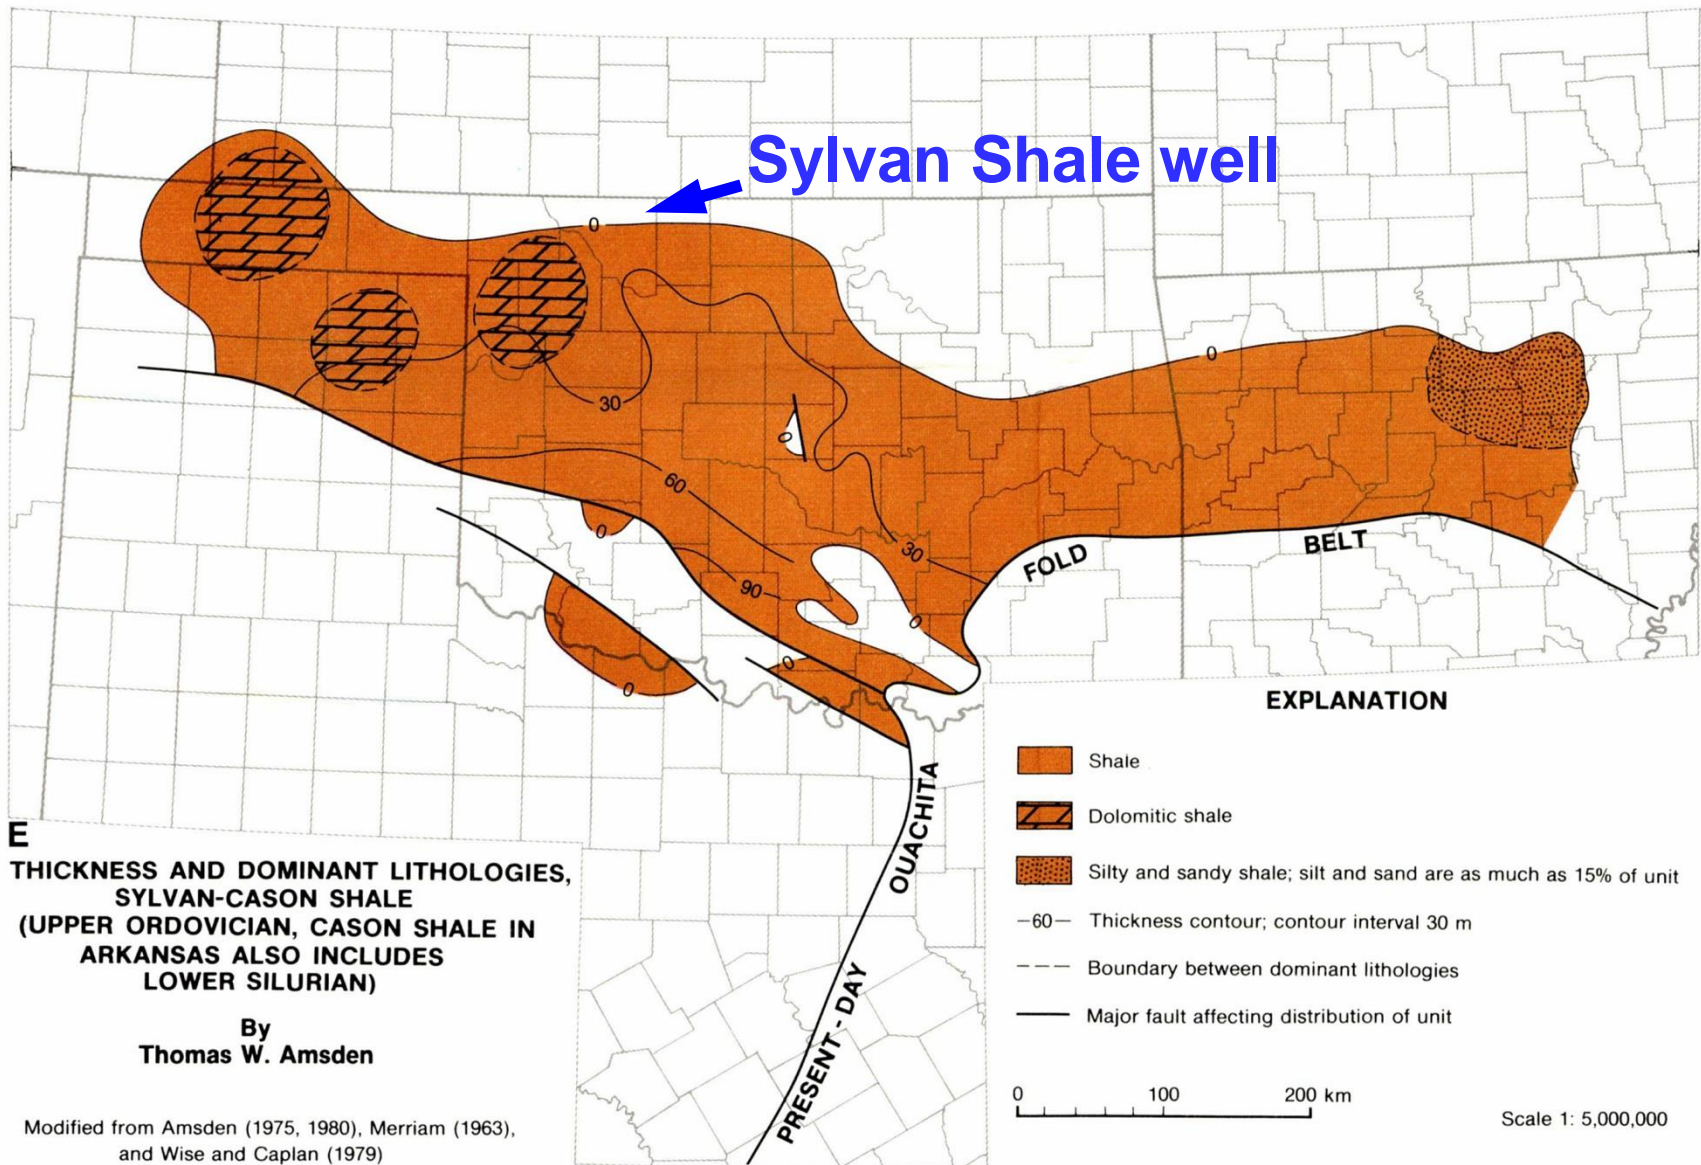 Sylvan Shale well
0
30
0
0
60
30
0
90
0
0
0
FOLD
BELT
OUACHITA
PRESENT-DAY
E
THICKNESS AND DOMINANT LITHOLOGIES,
SYLVAN-CASON SHALE
(UPPER ORDOVICIAN, CASON SHALE IN
ARKANSAS ALSO INCLUDES
LOWER SILURIAN)
By
Thomas W. Amsden
Modified from Amsden (1975, 1980), Merriam (1963),
and Wise and Caplan (1979)
EXPLANATION
Shale
Dolomitic shale
Silty and sandy shale; silt and sand are as much as 15% of unit
—60— Thickness contour; contour interval 30 m
Boundary between dominant lithologies
Major fault affecting distribution of unit
0 100 200 km
Scale 1: 5,000,000